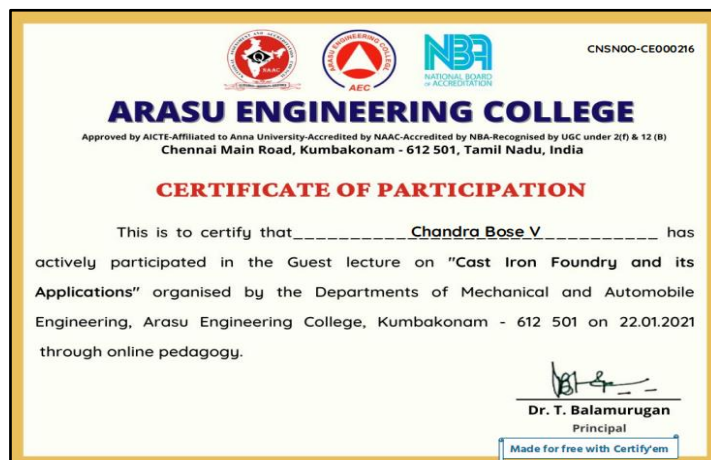 CNSN0O-CE000216
NAAC
ARASU ENGINEERING COLLEGE
AEC
NBA
NATIONAL BOARD
OF ACCREDITATION
ARASU ENGINEERING COLLEGE
Approved by AICTE-Affiliated to Anna University-Accredited by NAAC-Accredited by NBA-Recognised by UGC under 2(f) & 12 (B)
Chennai Main Road, Kumbakonam - 612 501, Tamil Nadu, India
CERTIFICATE OF PARTICIPATION
This is to certify that Chandra Bose V has
actively participated in the Guest lecture on "Cast Iron Foundry and its
Applications" organised by the Departments of Mechanical and Automobile
Engineering, Arasu Engineering College, Kumbakonam - 612 501 on 22.01.2021
through online pedagogy.
Dr. T. Balamurugan
Principal
Made for free with Certify'em